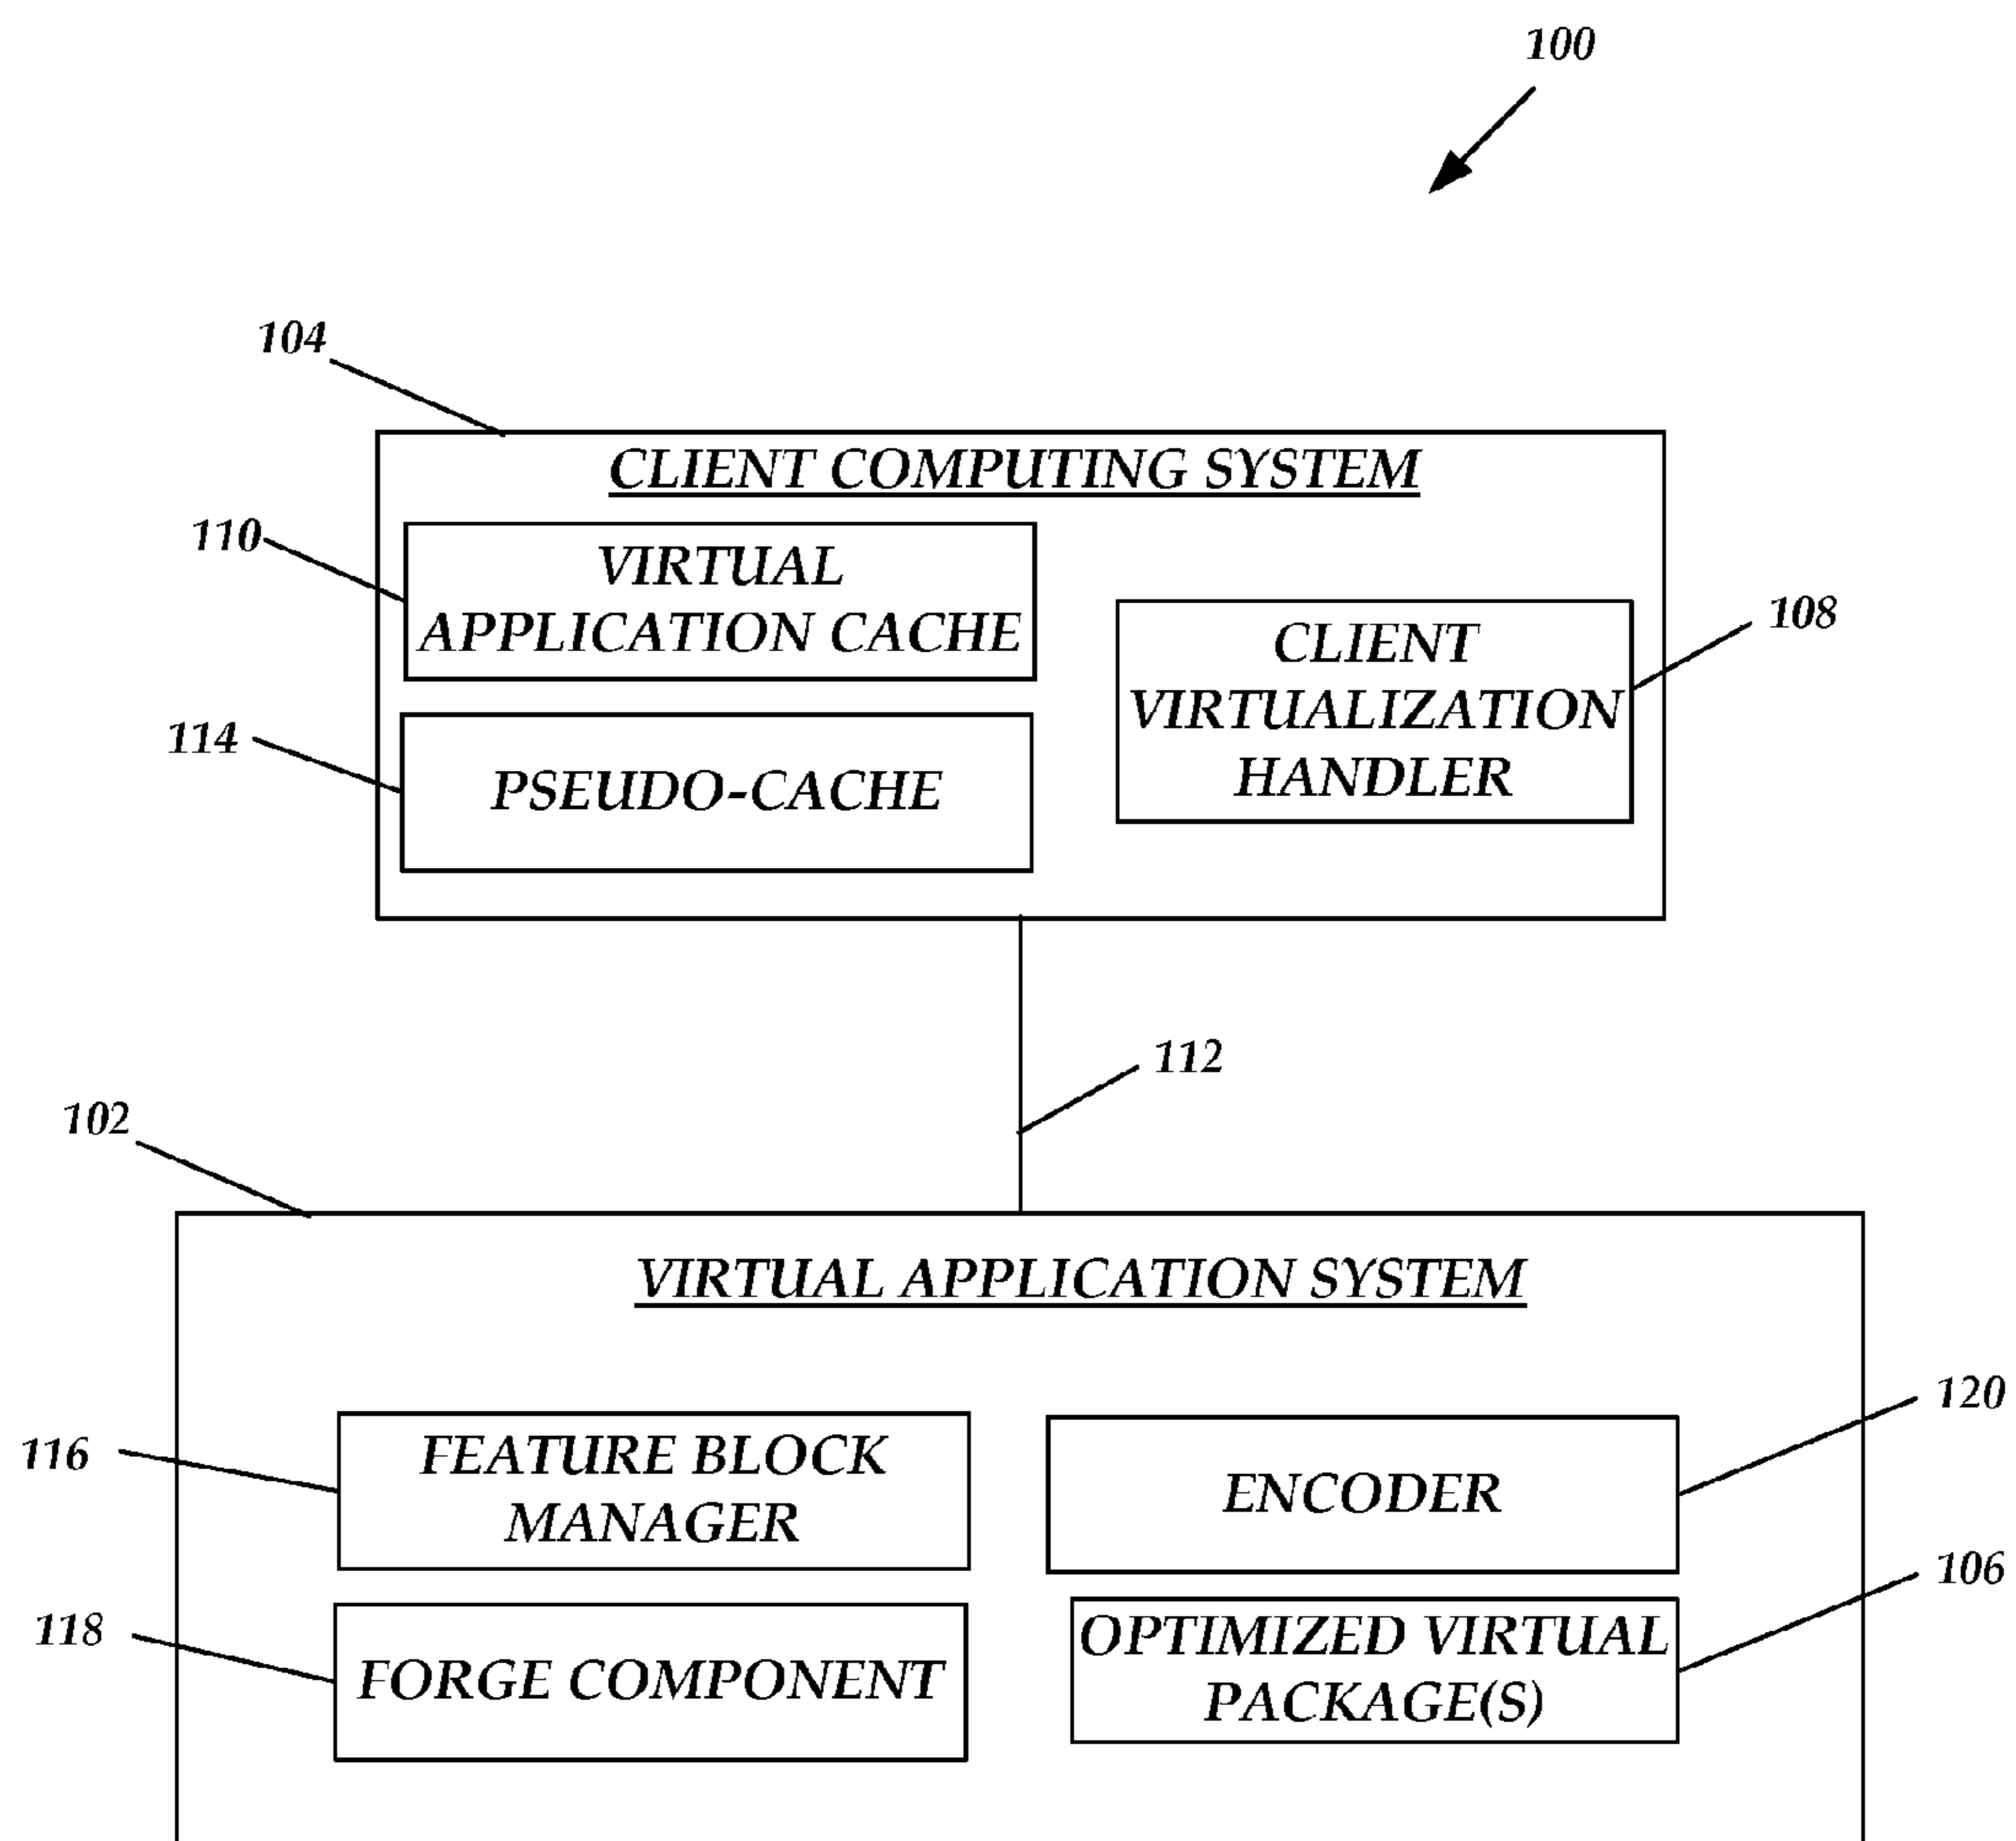 100
104
CLIENT COMPUTING SYSTEM
110
VIRTUAL
APPLICATION CACHE
108
CLIENT
VIRTUALIZATION
HANDLER
114
PSEUDO-CACHE
112
102
VIRTUAL APPLICATION SYSTEM
116
FEATURE BLOCK
MANAGER
120
ENCODER
118
FORGE COMPONENT
106
OPTIMIZED VIRTUAL
PACKAGE(S)